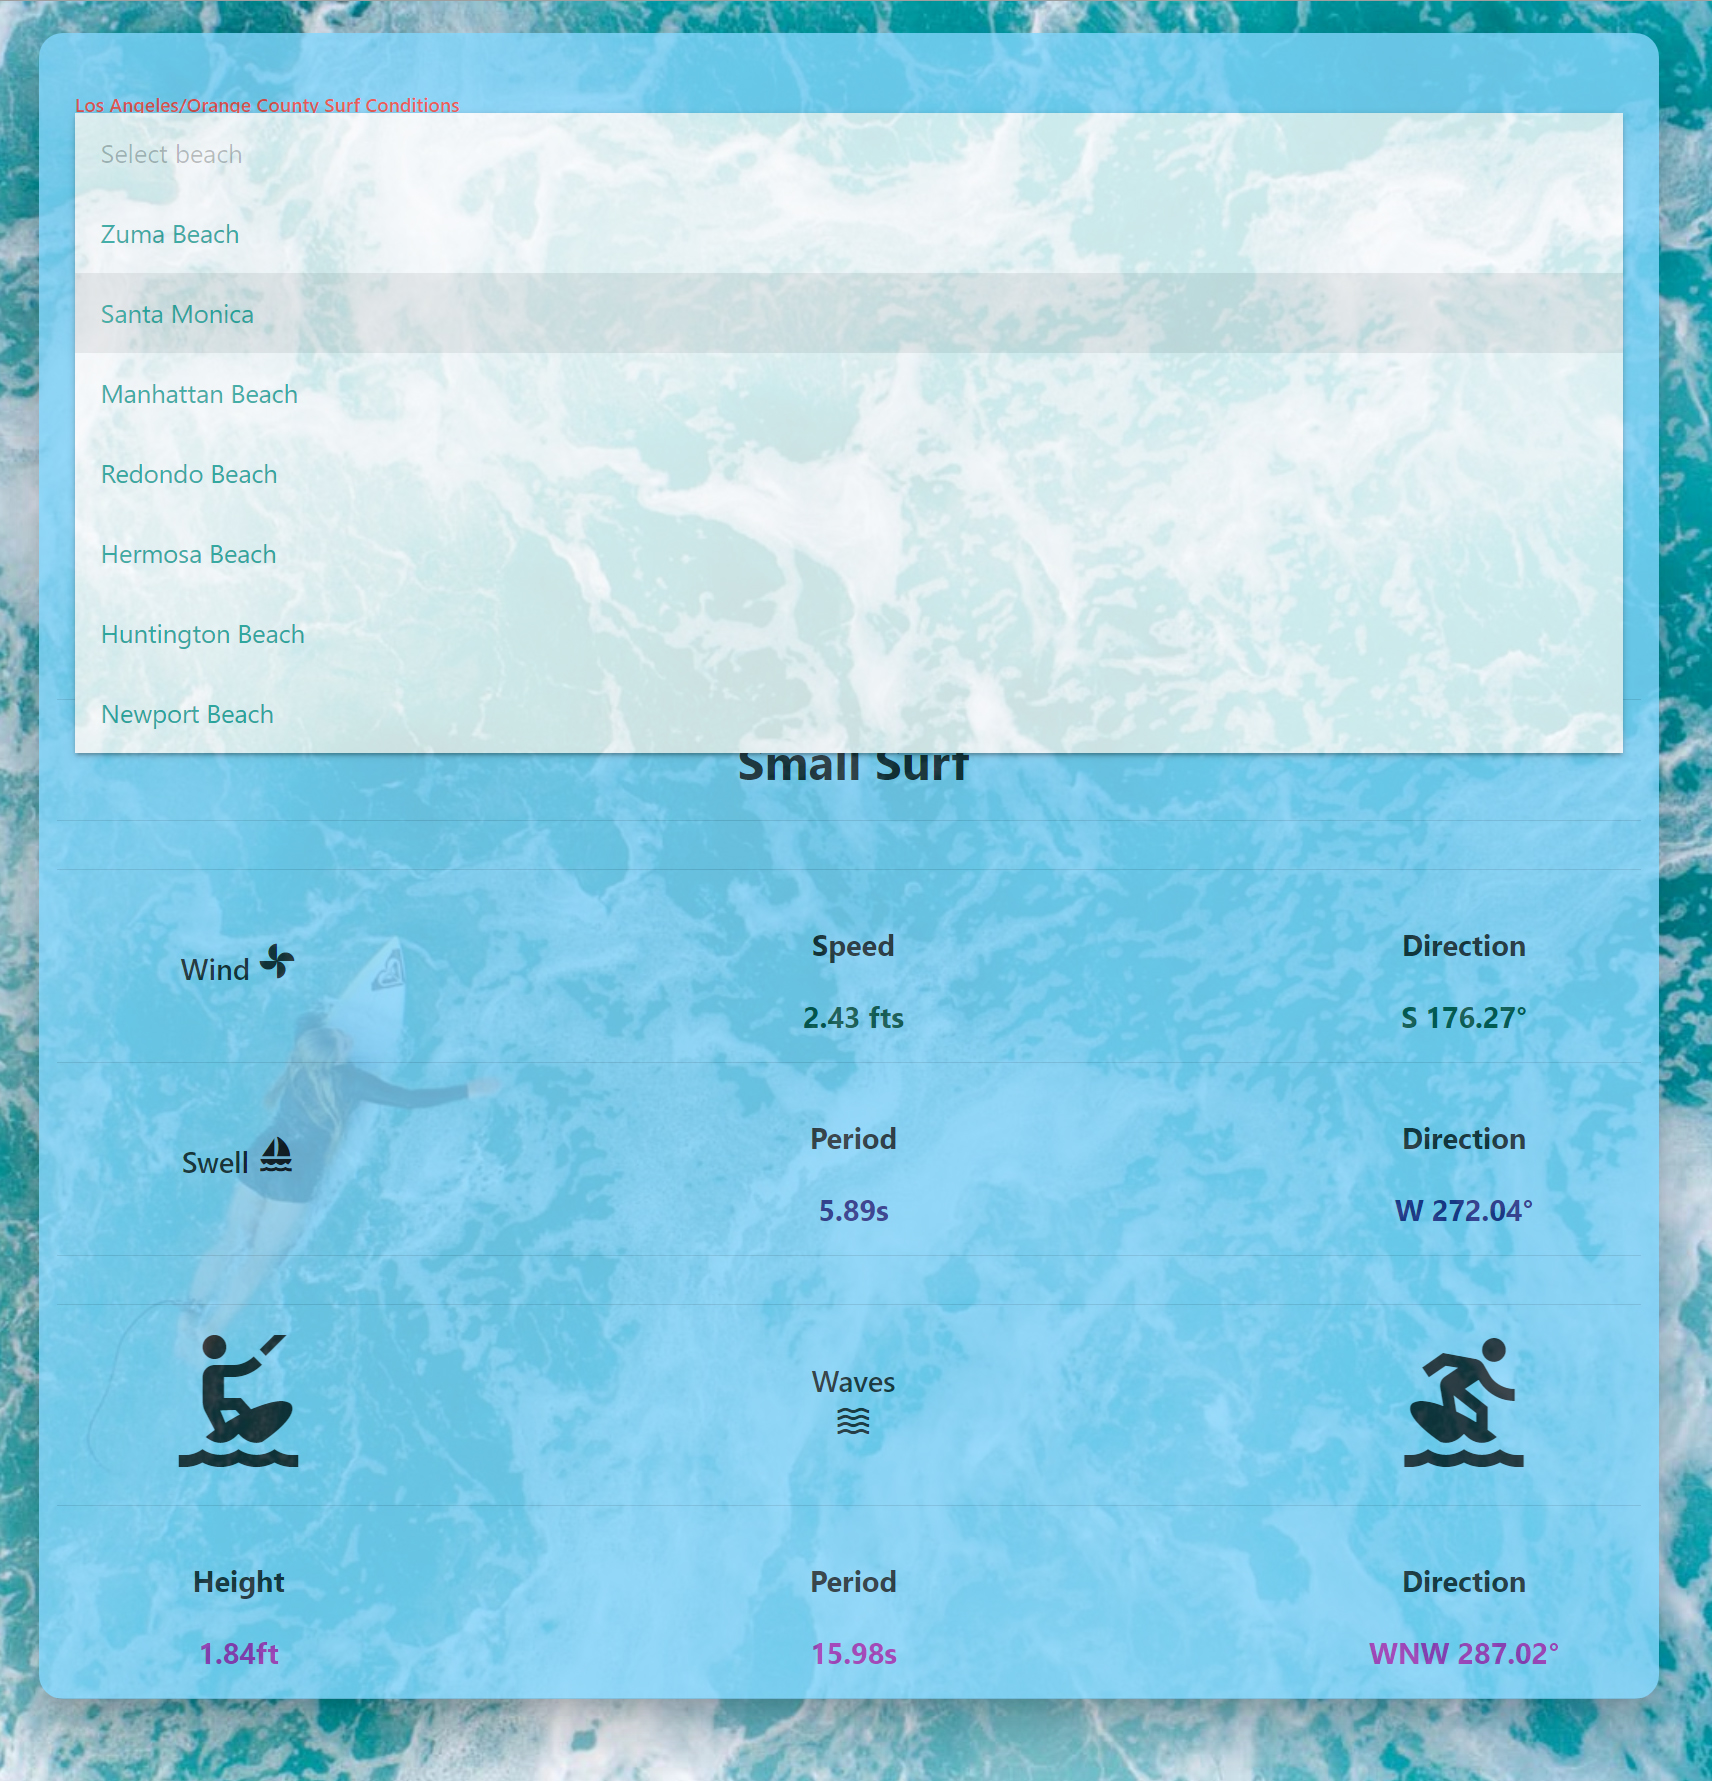 Los Angeles/Orange County Surf Conditions
Select beach
Zuma Beach
Santa Monica
Manhattan Beach
Redondo Beach
Hermosa Beach
Huntington Beach
Newport Beach
Small Surf
Wind
Speed
Direction
2.43 fts
S 176.27°
Swell
Period
Direction
5.89s
W 272.04°
Waves
Height
Period
Direction
1.84ft
15.98s
WNW 287.02°